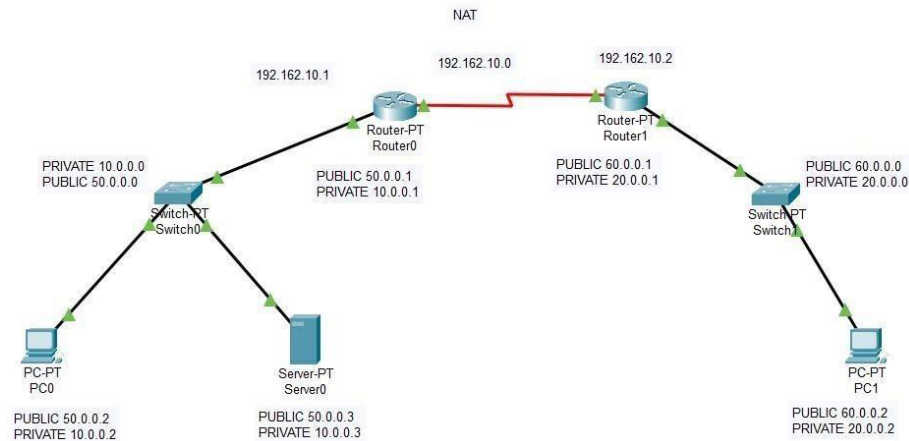 NAT
192.162.10.1
192.162.10.0
192.162.10.2
Router-PT
Router0
Router-PT
Router1
PRIVATE 10.0.0.0
PUBLIC 50.0.0.0
PUBLIC 50.0.0.1
PRIVATE 10.0.0.1
PUBLIC 60.0.0.1
PRIVATE 20.0.0.1
PUBLIC 60.0.0.0
PRIVATE 20.0.0.0
Switch-PT
Switch0
Switch-PT
Switch1
PC-PT
PC0
Server-PT
Server0
PC-PT
PC1
PUBLIC 50.0.0.2
PRIVATE 10.0.0.2
PUBLIC 50.0.0.3
PRIVATE 10.0.0.3
PUBLIC 60.0.0.2
PRIVATE 20.0.0.2